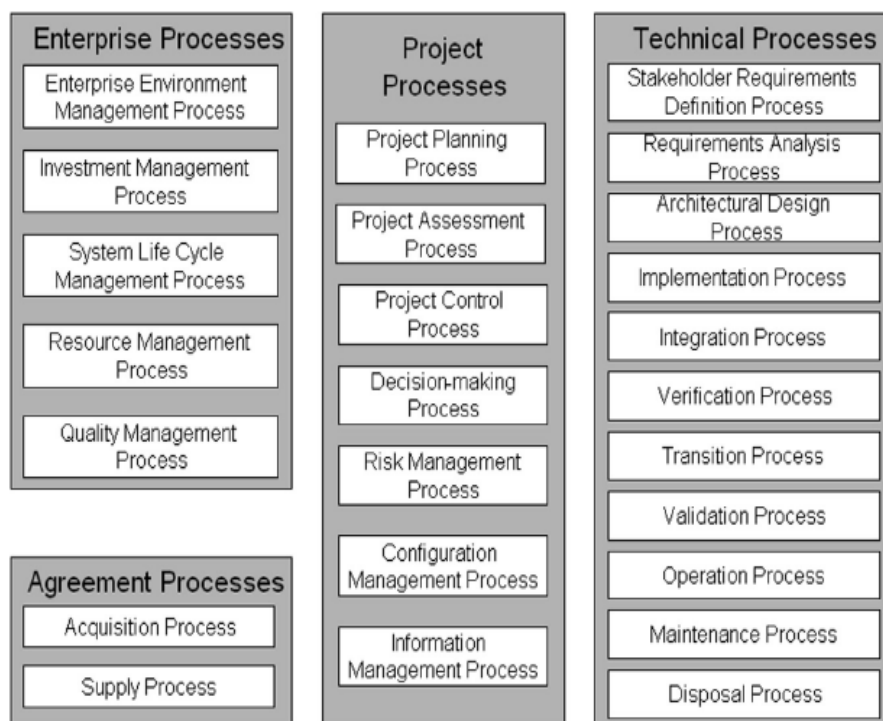 Enterprise Processes
Enterprise Environment
Management Process
Investment Management
Process
System Life Cycle
Management Process
Resource Management
Process
Quality Management
Process
Agreement Processes
Acquisition Process
Supply Process
Project
Processes
Project Planning
Process
Project Assessment
Process
Project Control
Process
Decision-making
Process
Risk Management
Process
Configuration
Management Process
Information
Management Process
Technical Processes
Stakeholder Requirements
Definition Process
Requirements Analysis
Process
Architectural Design
Process
Implementation Process
Integration Process
Verification Process
Transition Process
Validation Process
Operation Process
Maintenance Process
Disposal Process